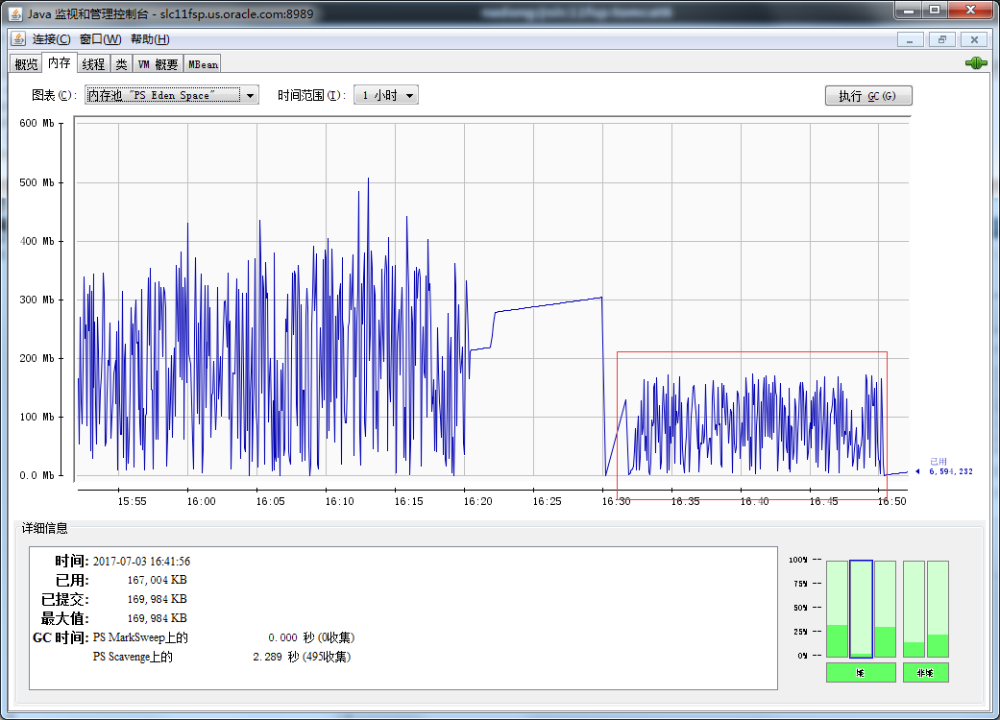 Java 监视和管理控制台 - slc11fsp.us.oracle.com:8989
连接(C) 窗口(W) 帮助(H)
概览 内存 线程 类 VM 概要 MBean
图表(C): 内存池 "PS Eden Space" 时间范围(I): 1 小时 执行 GC(G)
600 Mb
500 Mb
400 Mb
300 Mb
200 Mb
100 Mb
0.0 Mb
已用
6,594,232
15:55 16:00 16:05 16:10 16:15 16:20 16:25 16:30 16:35 16:40 16:45 16:50
详细信息
时间: 2017-07-03 16:41:56
已用: 167,004 KB
已提交: 169,984 KB
最大值: 169,984 KB
GC 时间: PS MarkSweep上的 0.000 秒 (0收集)
PS Scavenge上的 2.289 秒 (495收集)
100%
75%
50%
25%
0%
堆 非堆